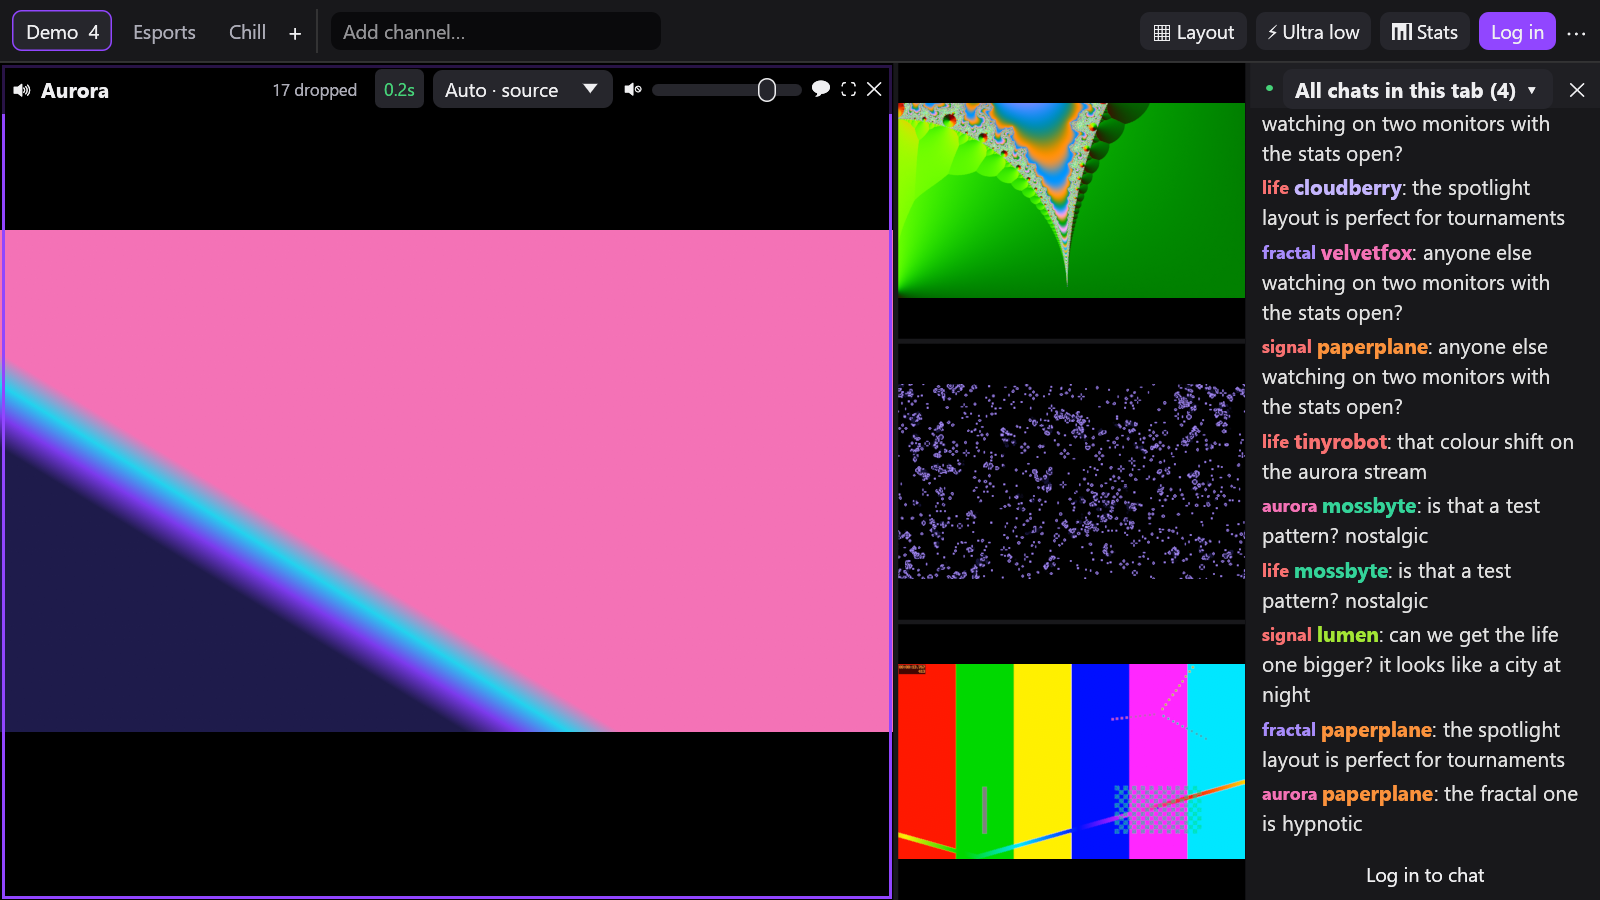 Demo 4 Esports Chill + Add channel... Layout Ultra low Stats Log in ...
Aurora 17 dropped 0.2s Auto · source
All chats in this tab (4)
watching on two monitors with
the stats open?
life cloudberry: the spotlight
layout is perfect for tournaments
fractal velvetfox: anyone else
watching on two monitors with
the stats open?
signal paperplane: anyone else
watching on two monitors with
the stats open?
life tinyrobot: that colour shift on
the aurora stream
aurora mossbyte: is that a test
pattern? nostalgic
life mossbyte: is that a test
pattern? nostalgic
signal lumen: can we get the life
one bigger? it looks like a city at
night
fractal paperplane: the spotlight
layout is perfect for tournaments
aurora paperplane: the fractal one
is hypnotic
Log in to chat